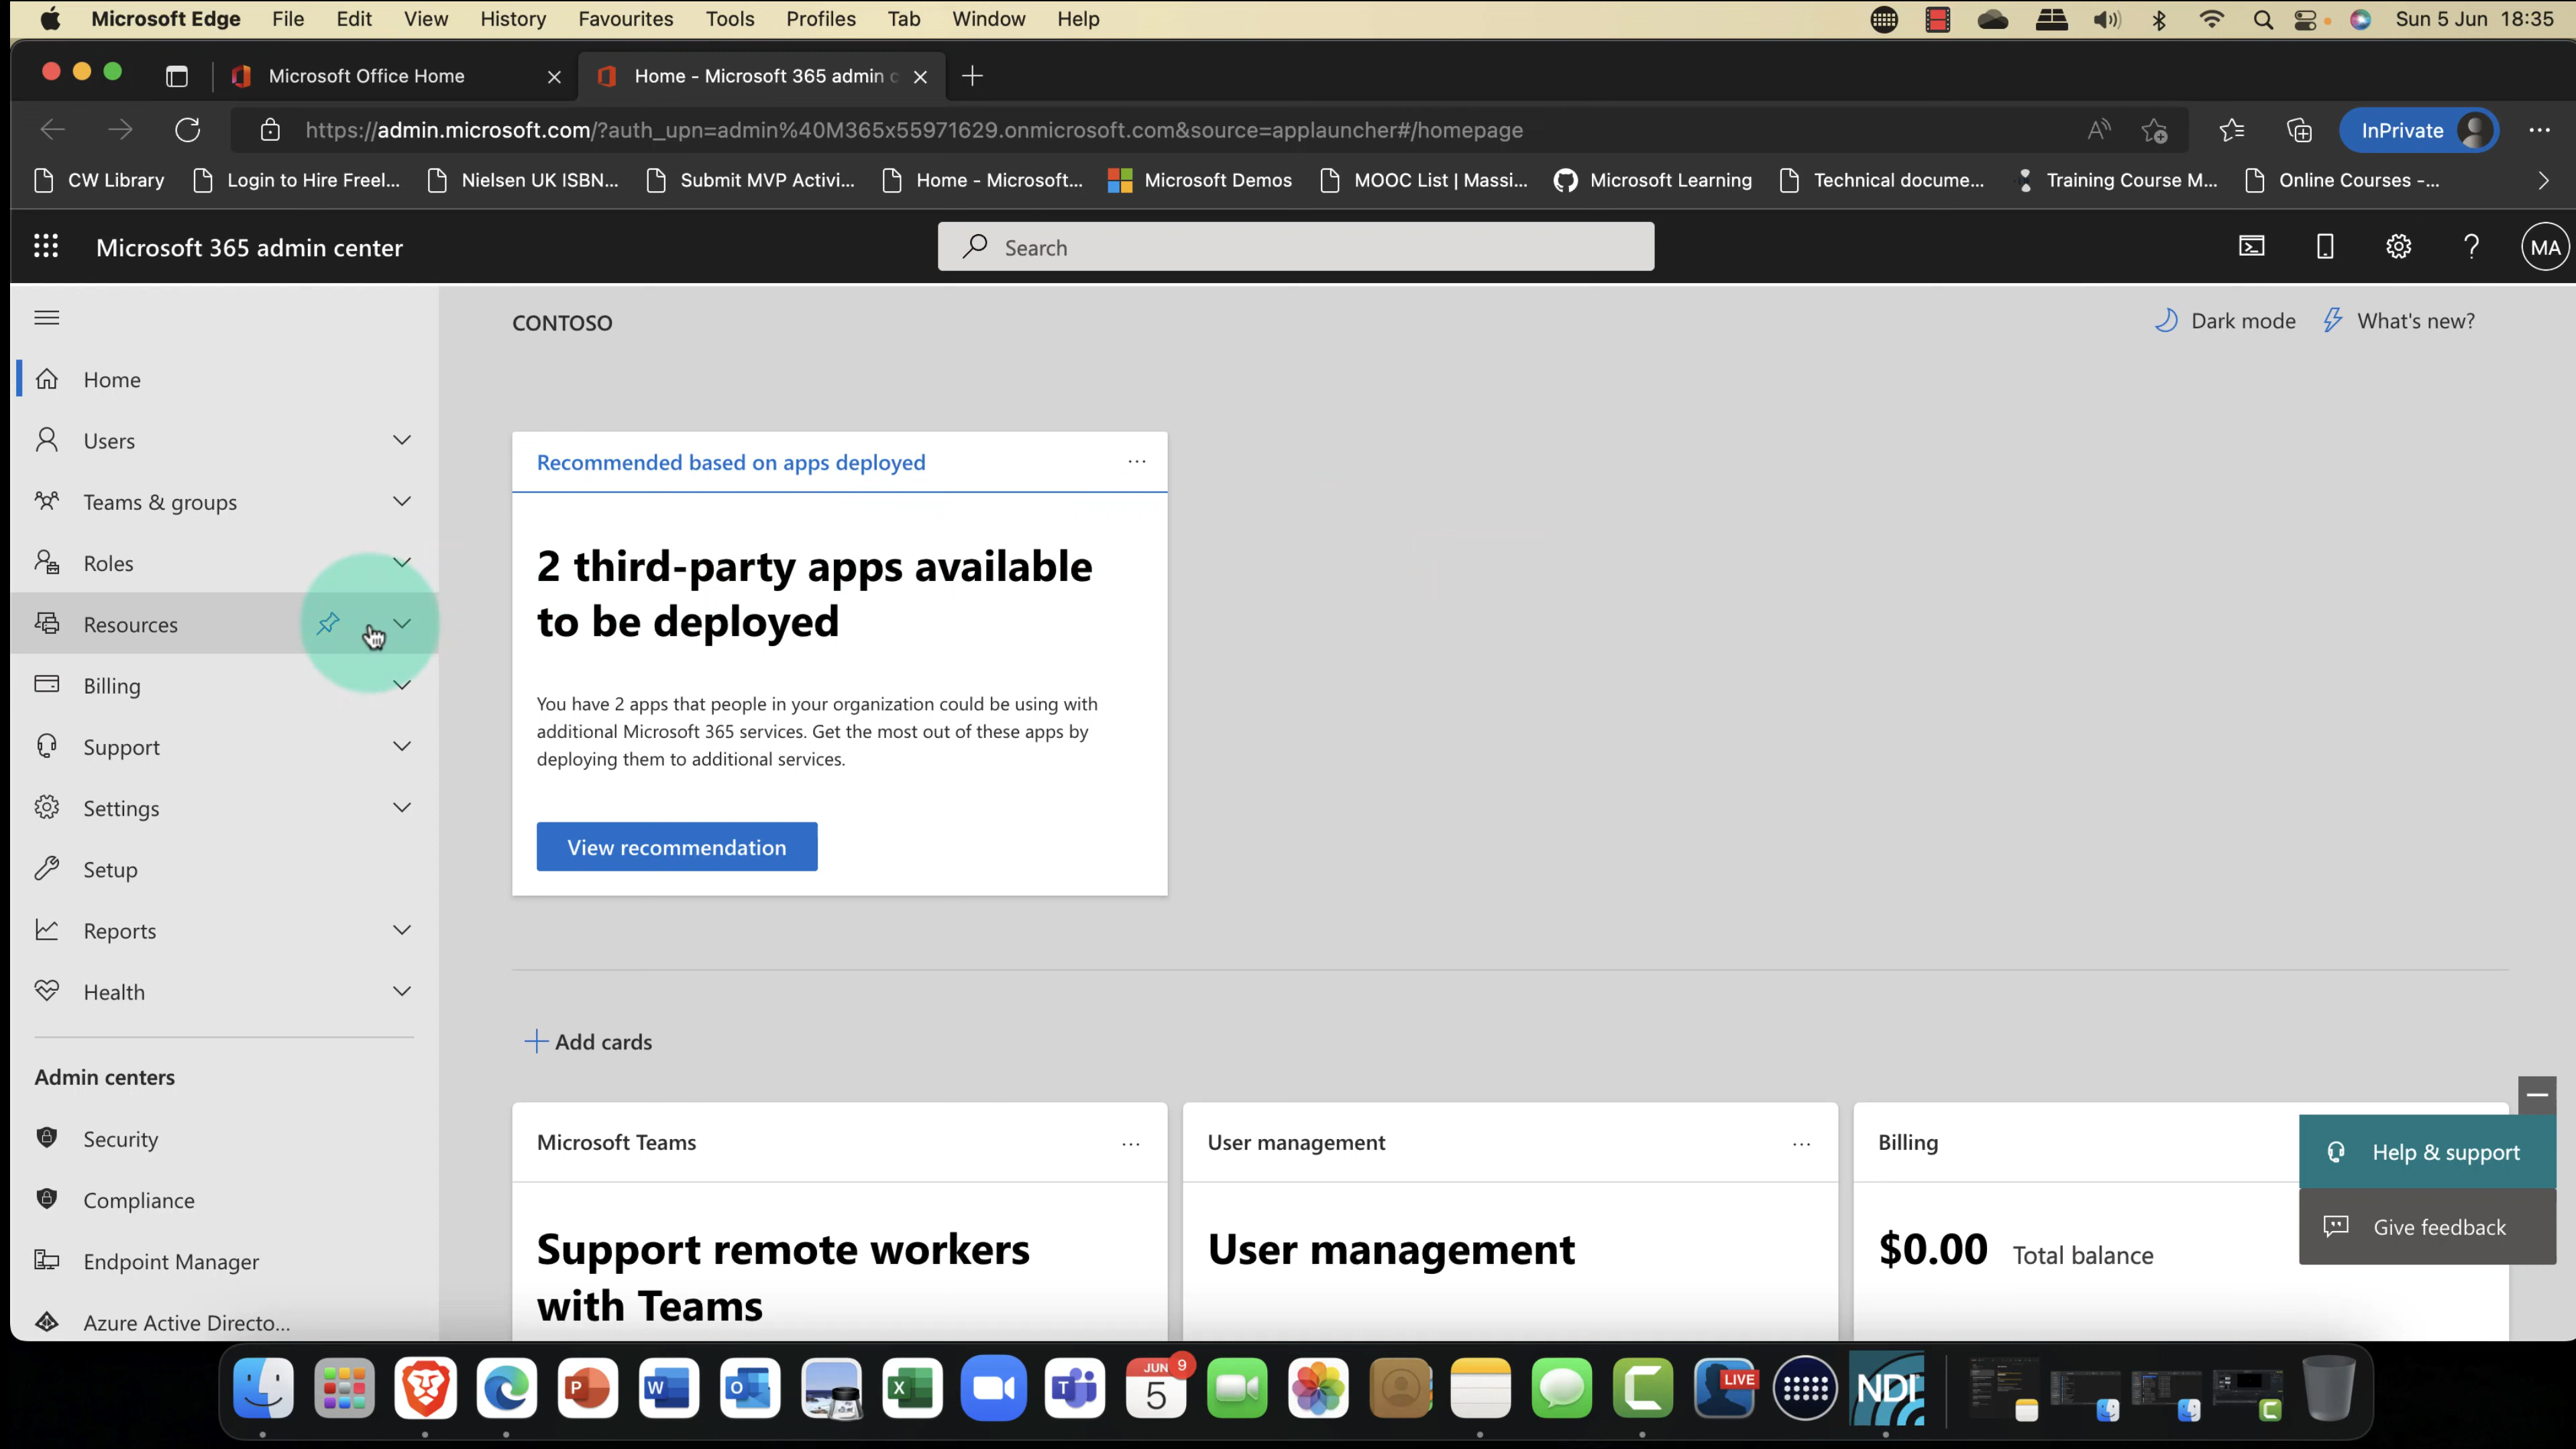 Microsoft Edge File Edit View History Favourites Tools Profiles Tab Window Help Sun 5 Jun 18:35
Microsoft Office Home Home - Microsoft 365 admin c
https://admin.microsoft.com/?auth_upn=admin%40M365x55971629.onmicrosoft.com&source=applauncher#/homepage InPrivate
CW Library Login to Hire Freel... Nielsen UK ISBN... Submit MVP Activi... Home - Microsoft... Microsoft Demos MOOC List | Massi... Microsoft Learning Technical docume... Training Course M... Online Courses -...
Microsoft 365 admin center Search MA
CONTOSO Dark mode What's new?
Home
Users
Teams & groups
Roles
Resources
Billing
Support
Settings
Setup
Reports
Health
Admin centers
Security
Compliance
Endpoint Manager
Azure Active Directo...
Recommended based on apps deployed
2 third-party apps available
to be deployed
You have 2 apps that people in your organization could be using with
additional Microsoft 365 services. Get the most out of these apps by
deploying them to additional services.
View recommendation
Add cards
Microsoft Teams
Support remote workers
with Teams
User management
User management
Billing
$0.00 Total balance
Help & support
Give feedback
P W O X T JUN 9 5 LIVE NDI